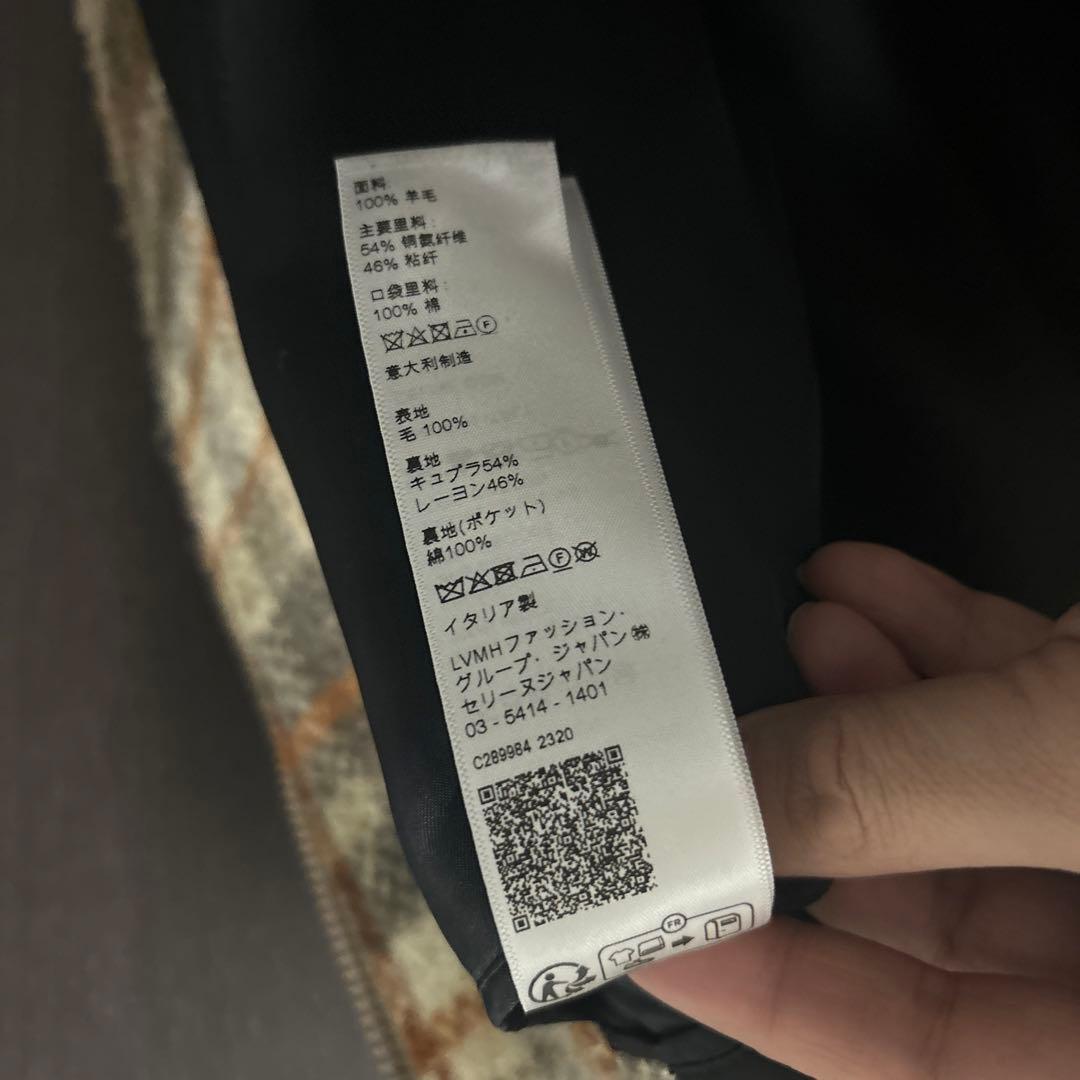 面料:
100% 羊毛
主要里料:
54% 铜氨纤维
46% 粘纤
口袋里料:
100% 棉
F
意大利制造
表地
毛 100%
裏地
キュプラ54%
レーヨン46%
裏地(ポケット)
綿100%
F W
イタリア製
LVMHファッション・
グループ・ジャパン㈱
セリーヌジャパン
03 - 5414 - 1401
C289984 2320
FR